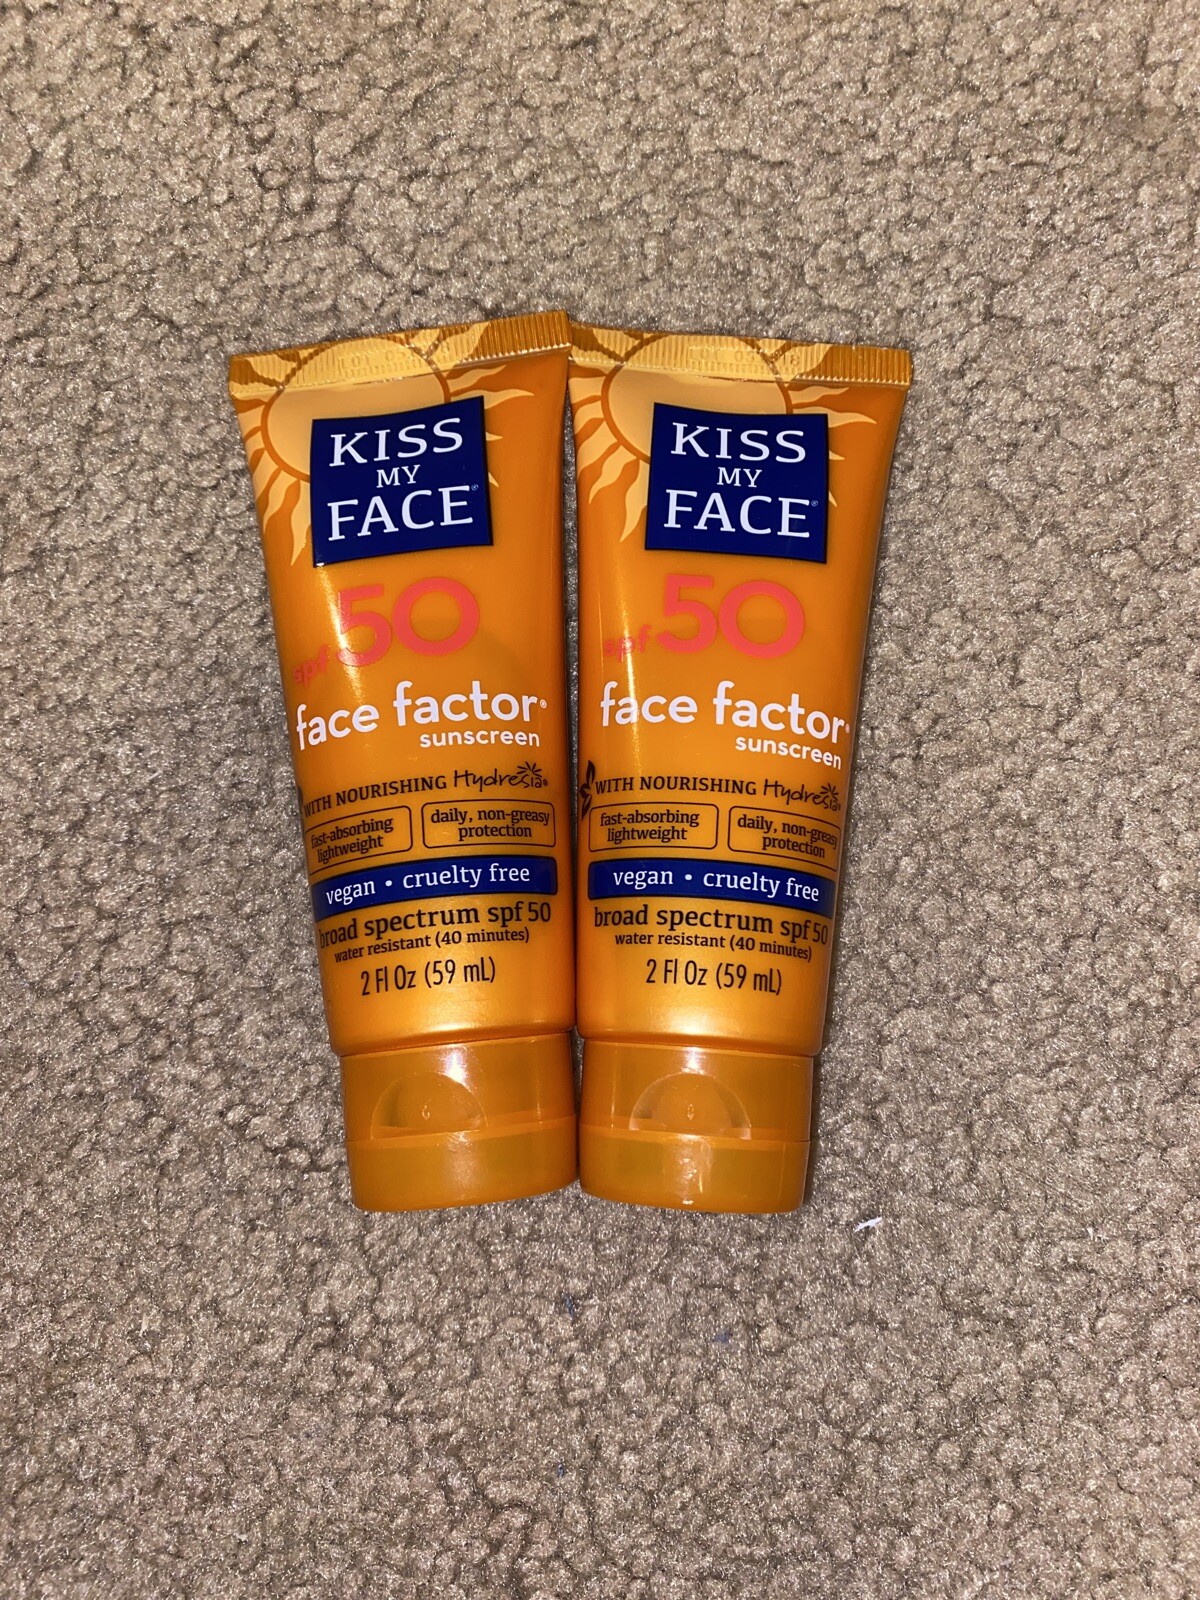 KISS
MY
FACE®
spf 50
face factor®
sunscreen
WITH NOURISHING Hydresia®
fast-absorbing
lightweight
daily, non-greasy
protection
vegan • cruelty free
broad spectrum spf 50
water resistant (40 minutes)
2 Fl Oz (59 mL)
KISS
MY
FACE®
spf 50
face factor®
sunscreen
WITH NOURISHING Hydresia®
fast-absorbing
lightweight
daily, non-greasy
protection
vegan • cruelty free
broad spectrum spf 50
water resistant (40 minutes)
2 Fl Oz (59 mL)